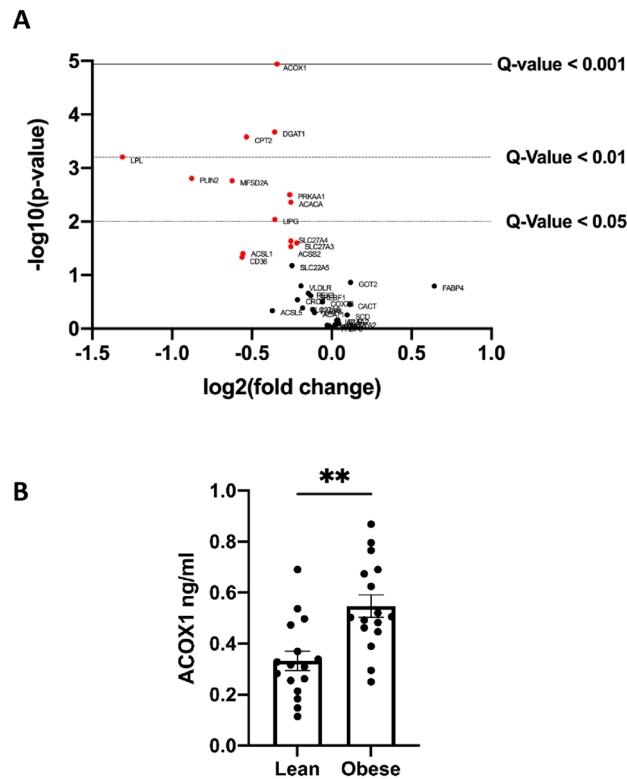 A
5
4
3
2
1
0
-log10(p-value)
-1.5 -1.0 -0.5 0.0 0.5 1.0
log2(fold change)
Q-value < 0.001
Q-Value < 0.01
Q-Value < 0.05
ACOX1
DGAT1
CPT2
LPL
PLIN2
MFSD2A
PRKAA1
ACACA
LIPG
SLC27A4
SLC27A3
ACSS2
ACSL1
CD36
SLC22A5
VLDLR
GOT2
FABP4
CACT
SCD
ACSL5
B
**
1.0
0.8
0.6
0.4
0.2
0.0
ACOX1 ng/ml
Lean Obese